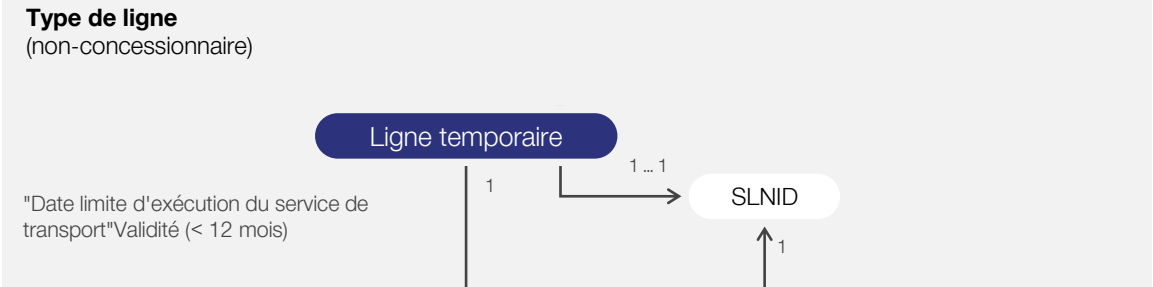 Type de ligne
(non-concessionnaire)
Ligne temporaire
1 ... 1
1
SLNID
"Date limite d'exécution du service de
transport"Validité (< 12 mois)
1